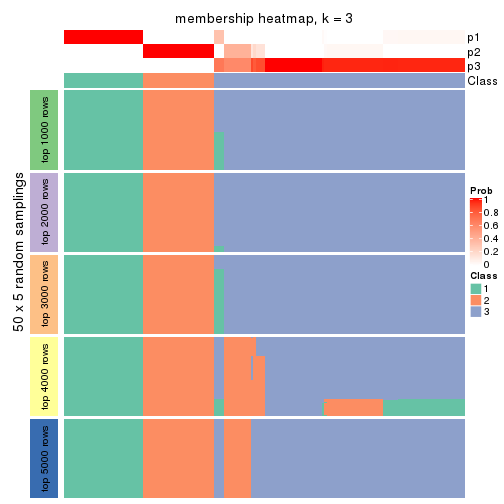 membership heatmap, k = 3
p1
p2
p3
Class
50 x 5 random samplings
top 1000 rows
top 2000 rows
top 3000 rows
top 4000 rows
top 5000 rows
Prob
1
0.8
0.6
0.4
0.2
0
Class
1
2
3